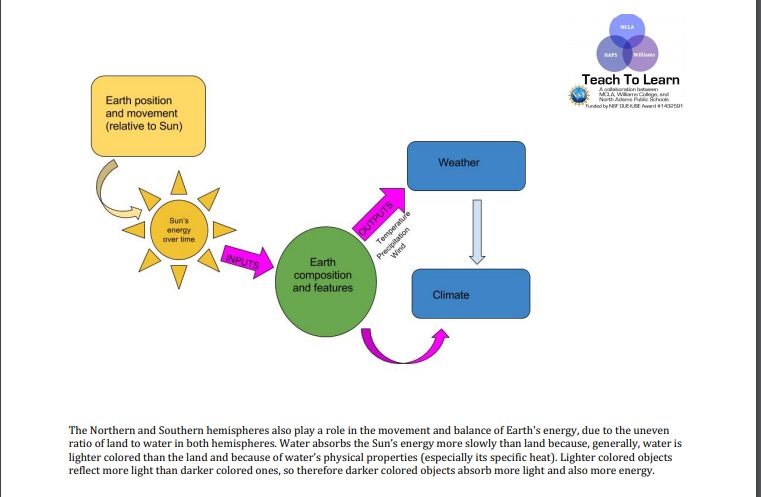 MCLA
NAPS
Williams
Teach To Learn
A collaboration between
MCLA, Williams College, and
North Adams Public Schools
Funded by NSF DUE-IUSE Award #1432591
Earth position
and movement
(relative to Sun)
Weather
Sun's
energy
over time
OUTPUTS
Temperature
Precipitation
Wind
INPUTS
Earth
composition
and features
Climate
The Northern and Southern hemispheres also play a role in the movement and balance of Earth's energy, due to the uneven
ratio of land to water in both hemispheres. Water absorbs the Sun's energy more slowly than land because, generally, water is
lighter colored than the land and because of water's physical properties (especially its specific heat). Lighter colored objects
reflect more light than darker colored ones, so therefore darker colored objects absorb more light and also more energy.